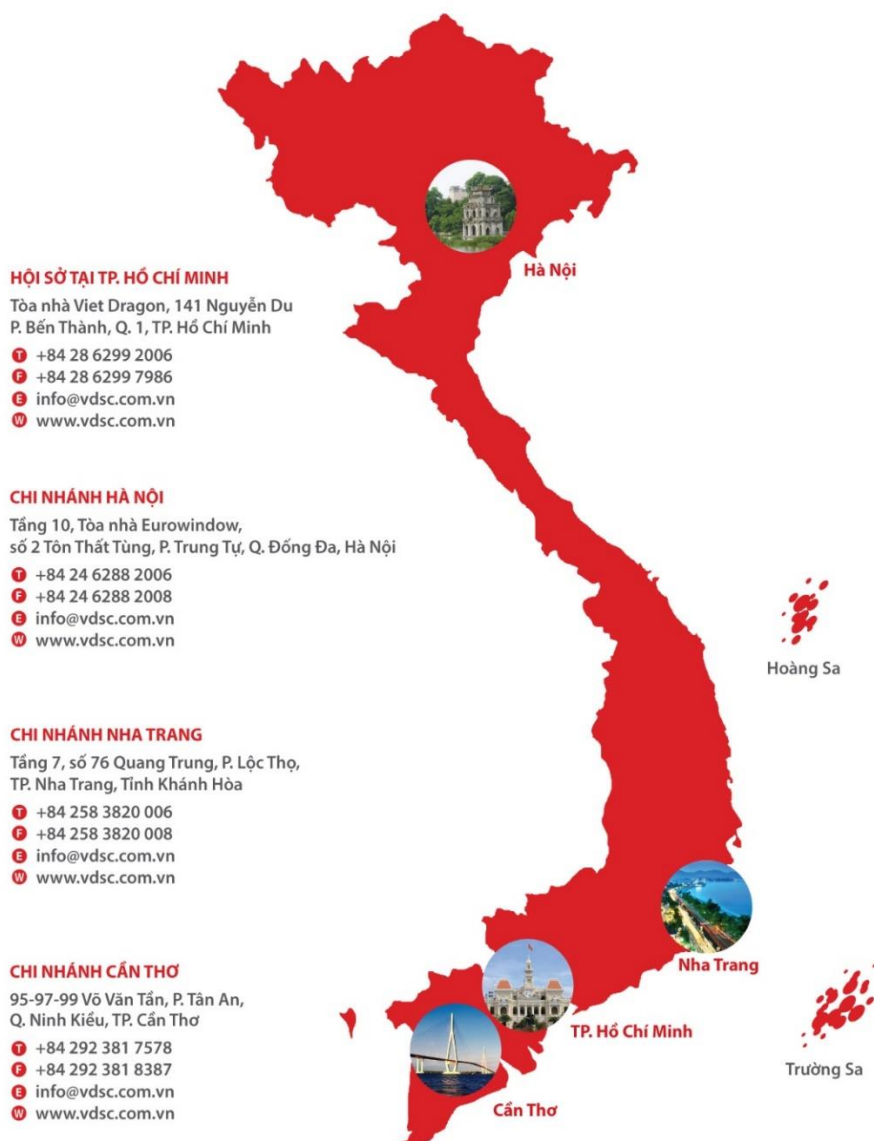 HỘI SỞ TẠI TP. HỒ CHÍ MINH
Tòa nhà Viet Dragon, 141 Nguyễn Du
P. Bến Thành, Q. 1, TP. Hồ Chí Minh
T +84 28 6299 2006
F +84 28 6299 7986
E info@vdsc.com.vn
W www.vdsc.com.vn
CHI NHÁNH HÀ NỘI
Tầng 10, Tòa nhà Eurowindow,
số 2 Tôn Thất Tùng, P. Trung Tự, Q. Đống Đa, Hà Nội
T +84 24 6288 2006
F +84 24 6288 2008
E info@vdsc.com.vn
W www.vdsc.com.vn
CHI NHÁNH NHA TRANG
Tầng 7, số 76 Quang Trung, P. Lộc Thọ,
TP. Nha Trang, Tỉnh Khánh Hòa
T +84 258 3820 006
F +84 258 3820 008
E info@vdsc.com.vn
W www.vdsc.com.vn
CHI NHÁNH CẦN THƠ
95-97-99 Võ Văn Tần, P. Tân An,
Q. Ninh Kiều, TP. Cần Thơ
T +84 292 381 7578
F +84 292 381 8387
E info@vdsc.com.vn
W www.vdsc.com.vn
Hà Nội
Hoàng Sa
Nha Trang
TP. Hồ Chí Minh
Trường Sa
Cần Thơ